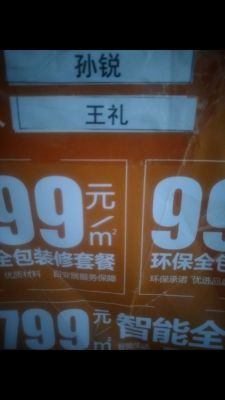 孙锐
王礼
99元/㎡ 99
全包装修套餐 环保全包
优质材料 环保承诺 优选品
799元/㎡ 智能全